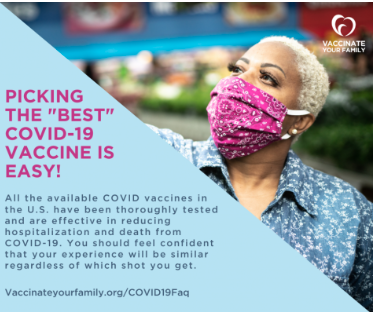 VACCINATE
YOUR FAMILY
PICKING
THE "BEST"
COVID-19
VACCINE IS
EASY!
All the available COVID vaccines in
the U.S. have been thoroughly tested
and are effective in reducing
hospitalization and death from
COVID-19. You should feel confident
that your experience will be similar
regardless of which shot you get.
Vaccinateyourfamily.org/COVID19Faq